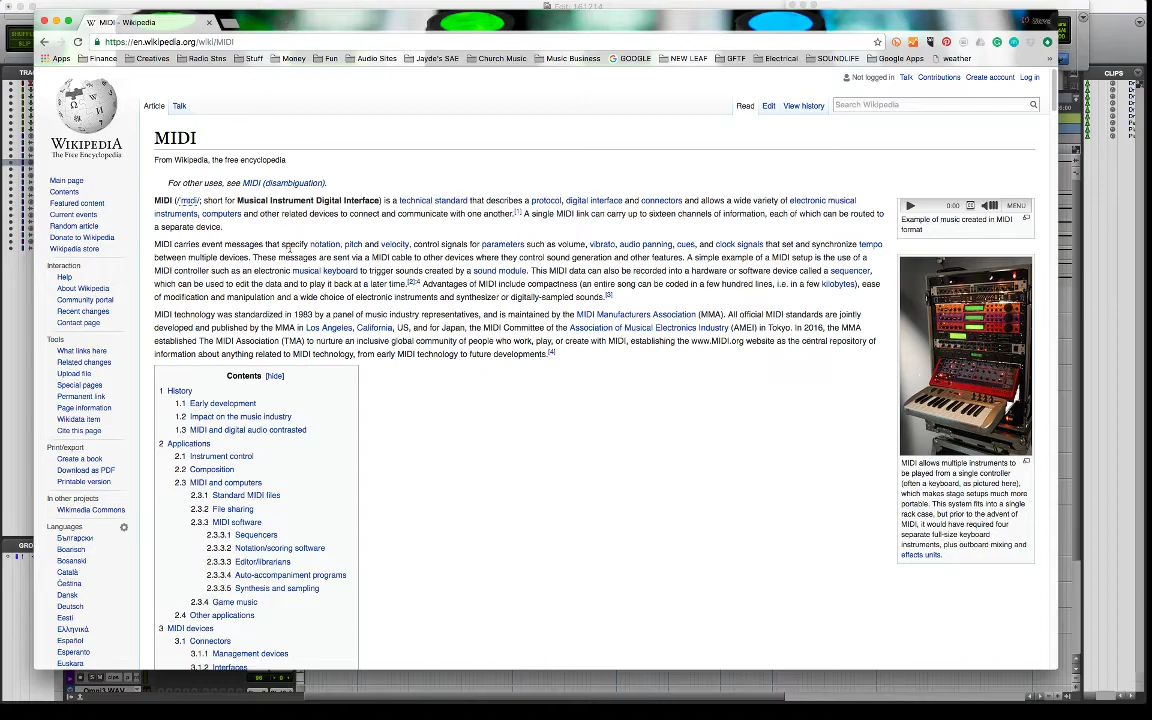 Edit: 161214
MIDI - Wikipedia
Steve
https://en.wikipedia.org/wiki/MIDI
Apps Finance Creatives Radio Stns Stuff Money Fun Audio Sites Jayde's SAE Church Music Music Business GOOGLE NEW LEAF GFTF Electrical SOUNDLIFE Google Apps weather
CLIPS
Not logged in Talk Contributions Create account Log in
Article Talk Read Edit View history Search Wikipedia
WIKIPEDIA
The Free Encyclopedia
Main page
Contents
Featured content
Current events
Random article
Donate to Wikipedia
Wikipedia store
Interaction
Help
About Wikipedia
Community portal
Recent changes
Contact page
Tools
What links here
Related changes
Upload file
Special pages
Permanent link
Page information
Wikidata item
Cite this page
Print/export
Create a book
Download as PDF
Printable version
In other projects
Wikimedia Commons
Languages
Български
Boarisch
Bosanski
Català
Čeština
Dansk
Deutsch
Eesti
Ελληνικά
Español
Esperanto
Euskara
MIDI
From Wikipedia, the free encyclopedia
For other uses, see MIDI (disambiguation).
MIDI (/ˈmɪdi/; short for Musical Instrument Digital Interface) is a technical standard that describes a protocol, digital interface and connectors and allows a wide variety of electronic musical
instruments, computers and other related devices to connect and communicate with one another.[1] A single MIDI link can carry up to sixteen channels of information, each of which can be routed to
a separate device.
MIDI carries event messages that specify notation, pitch and velocity, control signals for parameters such as volume, vibrato, audio panning, cues, and clock signals that set and synchronize tempo
between multiple devices. These messages are sent via a MIDI cable to other devices where they control sound generation and other features. A simple example of a MIDI setup is the use of a
MIDI controller such as an electronic musical keyboard to trigger sounds created by a sound module. This MIDI data can also be recorded into a hardware or software device called a sequencer,
which can be used to edit the data and to play it back at a later time.[2]:4 Advantages of MIDI include compactness (an entire song can be coded in a few hundred lines, i.e. in a few kilobytes), ease
of modification and manipulation and a wide choice of electronic instruments and synthesizer or digitally-sampled sounds.[3]
MIDI technology was standardized in 1983 by a panel of music industry representatives, and is maintained by the MIDI Manufacturers Association (MMA). All official MIDI standards are jointly
developed and published by the MMA in Los Angeles, California, US, and for Japan, the MIDI Committee of the Association of Musical Electronics Industry (AMEI) in Tokyo. In 2016, the MMA
established The MIDI Association (TMA) to nurture an inclusive global community of people who work, play, or create with MIDI, establishing the www.MIDI.org website as the central repository of
information about anything related to MIDI technology, from early MIDI technology to future developments.[4]
Contents [hide]
1 History
1.1 Early development
1.2 Impact on the music industry
1.3 MIDI and digital audio contrasted
2 Applications
2.1 Instrument control
2.2 Composition
2.3 MIDI and computers
2.3.1 Standard MIDI files
2.3.2 File sharing
2.3.3 MIDI software
2.3.3.1 Sequencers
2.3.3.2 Notation/scoring software
2.3.3.3 Editor/librarians
2.3.3.4 Auto-accompaniment programs
2.3.3.5 Synthesis and sampling
2.3.4 Game music
2.4 Other applications
3 MIDI devices
3.1 Connectors
3.1.1 Management devices
3.1.2 Interfaces
0:00 MENU
Example of music created in MIDI
format
MIDI allows multiple instruments to
be played from a single controller
(often a keyboard, as pictured here),
which makes stage setups much more
portable. This system fits into a single
rack case, but prior to the advent of
MIDI, it would have required four
separate full-size keyboard
instruments, plus outboard mixing and
effects units.